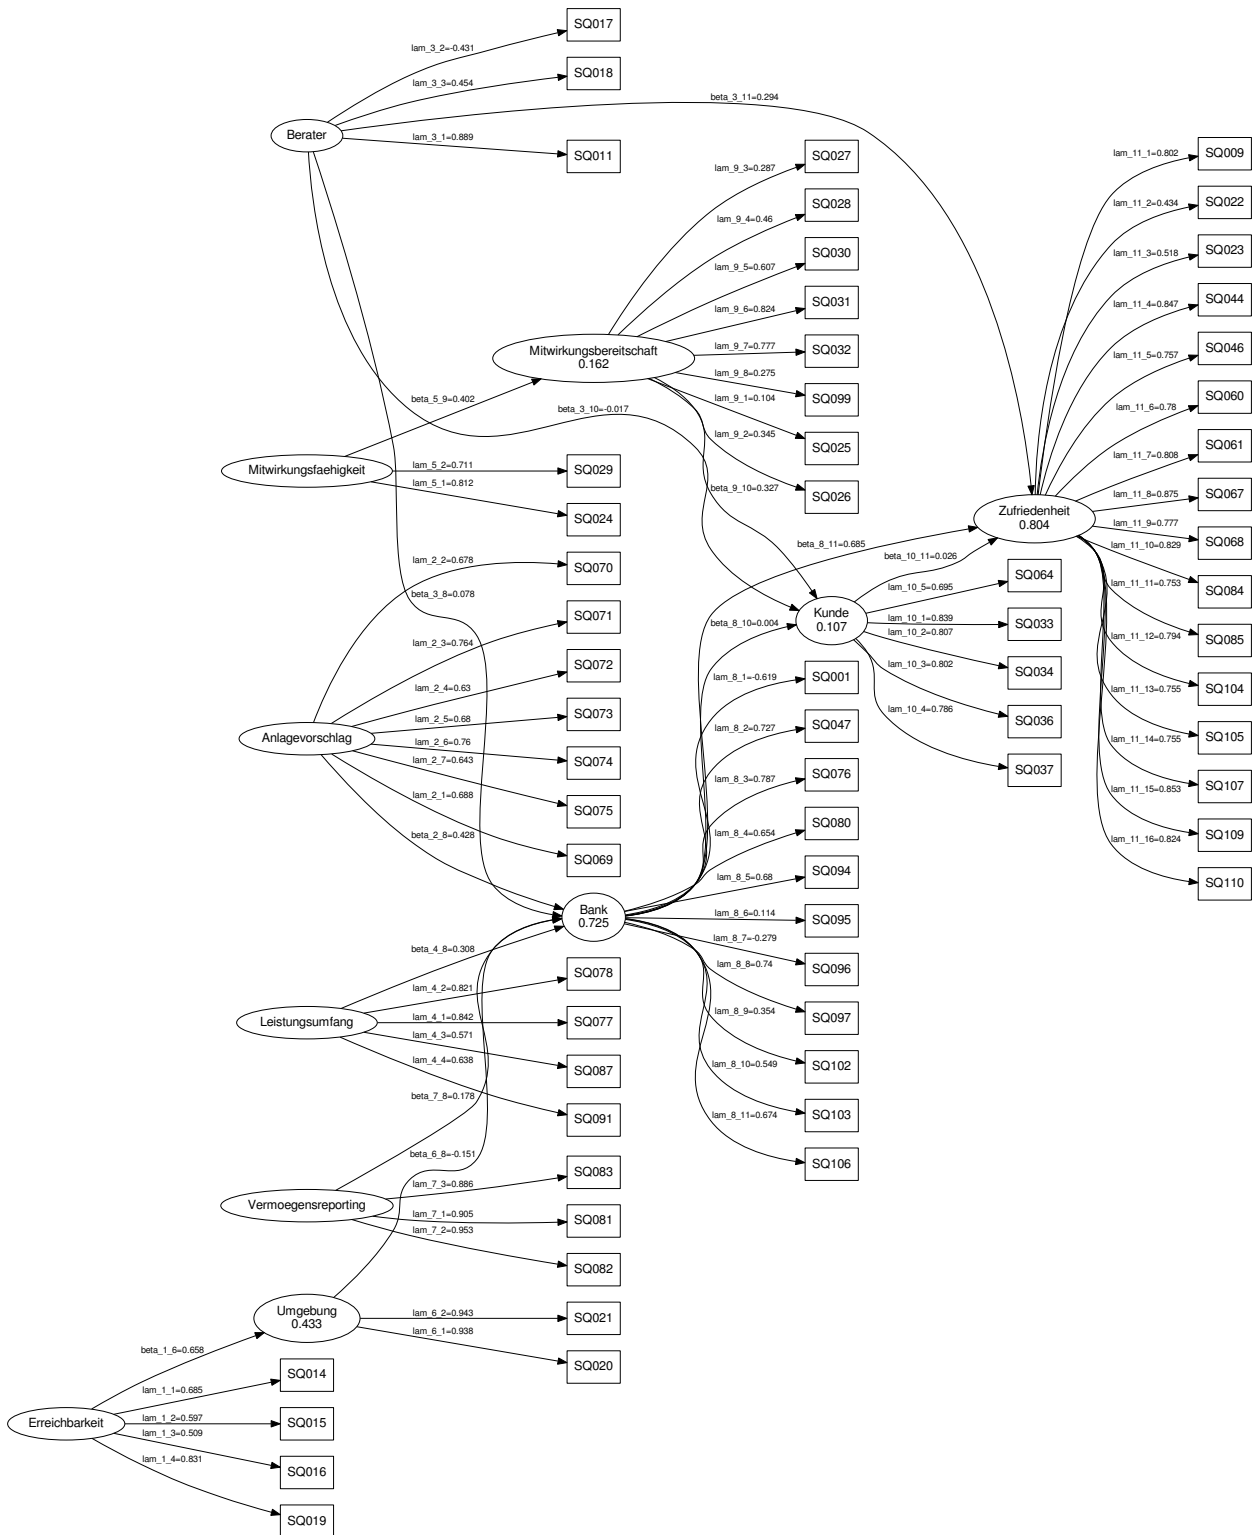 SQ017
lam_3_2=-0.431
SQ018
lam_3_3=0.454
beta_3_11=0.294
Berater
lam_3_1=0.889
SQ011
SQ027
lam_9_3=0.287
SQ028
lam_9_4=0.46
SQ030
lam_9_5=0.607
SQ031
lam_9_6=0.824
Mitwirkungsbereitschaft
0.162
SQ032
lam_9_7=0.777
lam_9_8=0.275
SQ099
lam_9_1=0.104
SQ025
lam_9_2=0.345
SQ026
beta_5_9=0.402
beta_3_10=-0.017
beta_9_10=0.327
Mitwirkungsfaehigkeit
lam_5_2=0.711
SQ029
lam_5_1=0.812
SQ024
SQ009
lam_11_1=0.802
SQ022
lam_11_2=0.434
SQ023
lam_11_3=0.518
SQ044
lam_11_4=0.847
SQ046
lam_11_5=0.757
SQ060
lam_11_6=0.78
SQ061
lam_11_7=0.808
SQ067
lam_11_8=0.875
Zufriedenheit
0.804
lam_11_9=0.777
SQ068
lam_11_10=0.829
SQ084
lam_11_11=0.753
SQ085
lam_11_12=0.794
SQ104
lam_11_13=0.755
SQ105
lam_11_14=0.755
SQ107
lam_11_15=0.853
SQ109
lam_11_16=0.824
SQ110
beta_8_11=0.685
beta_10_11=0.026
SQ064
lam_10_5=0.695
Kunde
0.107
lam_10_1=0.839
SQ033
lam_10_2=0.807
SQ034
lam_10_3=0.802
SQ036
lam_10_4=0.786
SQ037
lam_2_2=0.678
SQ070
beta_3_8=0.078
SQ071
lam_2_3=0.764
SQ072
lam_2_4=0.63
SQ073
lam_2_5=0.68
Anlagevorschlag
lam_2_6=0.76
SQ074
lam_2_7=0.643
SQ075
lam_2_1=0.688
SQ069
beta_2_8=0.428
beta_8_10=0.004
SQ001
lam_8_1=-0.619
SQ047
lam_8_2=0.727
SQ076
lam_8_3=0.787
SQ080
lam_8_4=0.654
SQ094
lam_8_5=0.68
Bank
0.725
lam_8_6=0.114
SQ095
lam_8_7=-0.279
SQ096
lam_8_8=0.74
SQ097
lam_8_9=0.354
SQ102
lam_8_10=0.549
SQ103
lam_8_11=0.674
SQ106
beta_4_8=0.308
SQ078
lam_4_2=0.821
Leistungsumfang
lam_4_1=0.842
SQ077
lam_4_3=0.571
SQ087
lam_4_4=0.638
SQ091
beta_7_8=0.178
beta_6_8=-0.151
SQ083
lam_7_3=0.886
Vermoegensreporting
lam_7_1=0.905
SQ081
lam_7_2=0.953
SQ082
Umgebung
0.433
lam_6_2=0.943
SQ021
lam_6_1=0.938
SQ020
beta_1_6=0.658
SQ014
lam_1_1=0.685
Erreichbarkeit
lam_1_2=0.597
SQ015
lam_1_3=0.509
SQ016
lam_1_4=0.831
SQ019